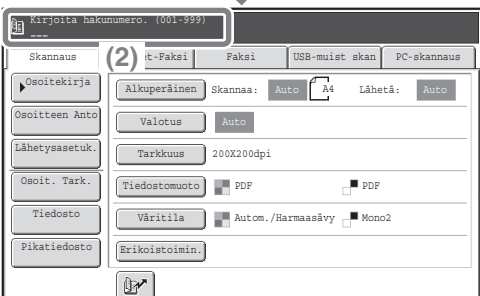 Kirjoita hakunumero. (001-999)
---
Skannaus
(2)
et-Faksi
Faksi
USB-muist skan
PC-skannaus
Osoitekirja
Alkuperäinen Skannaa: Auto A4 Lähetä: Auto
Osoitteen Anto
Valotus Auto
Lähetysasetuk.
Tarkkuus 200X200dpi
Osoit. Tark.
Tiedostomuoto PDF PDF
Tiedosto
Väritila Autom./Harmaasävy Mono2
Pikatiedosto
Erikoistoimin.